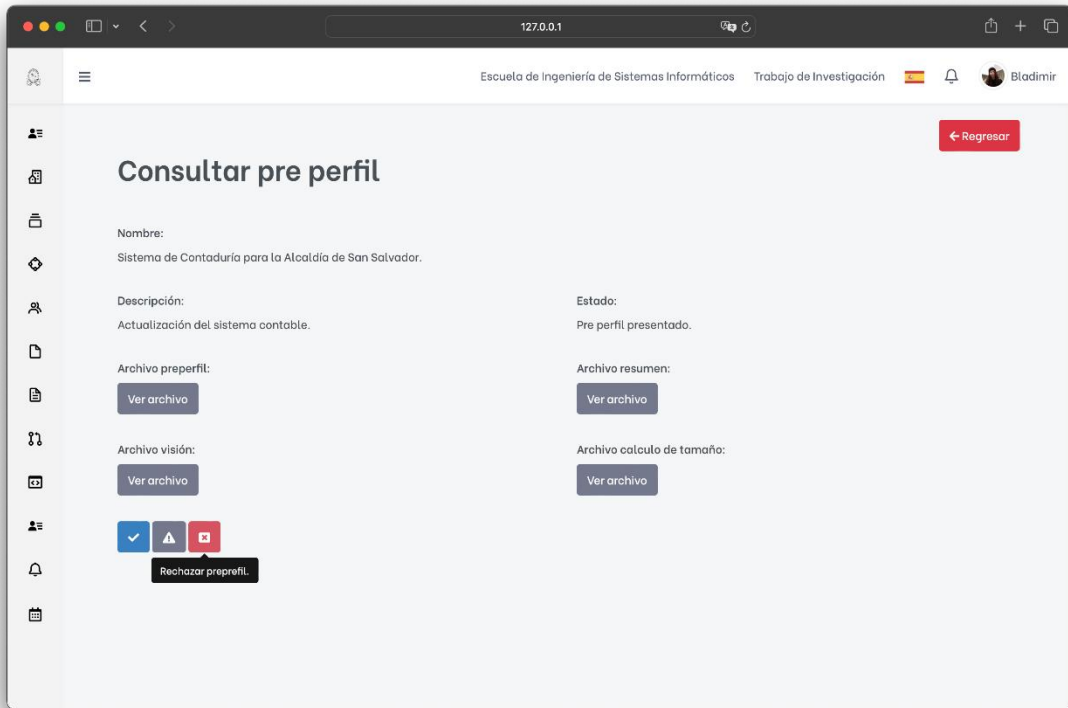 127.0.0.1
Escuela de Ingeniería de Sistemas Informáticos Trabajo de Investigación Bladimir
Regresar
Consultar pre perfil
Nombre:
Sistema de Contaduría para la Alcaldía de San Salvador.
Descripción:
Estado:
Actualización del sistema contable.
Pre perfil presentado.
Archivo preperfil:
Archivo resumen:
Ver archivo
Ver archivo
Archivo visión:
Archivo calculo de tamaño:
Ver archivo
Ver archivo
Rechazar preprefil.